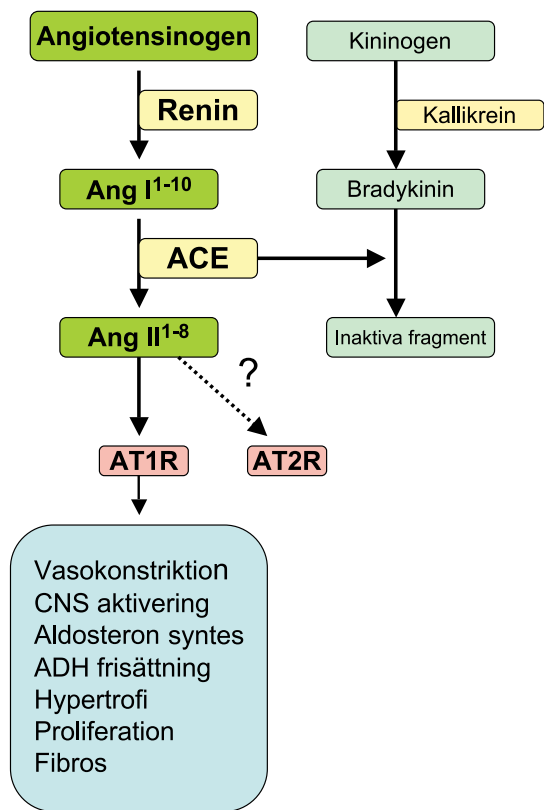 Angiotensinogen
Kininogen
Renin
Kallikrein
Ang I¹⁻¹⁰
Bradykinin
ACE
Ang II¹⁻⁸
Inaktiva fragment
?
AT1R
AT2R
Vasokonstriktion
CNS aktivering
Aldosteron syntes
ADH frisättning
Hypertrofi
Proliferation
Fibros